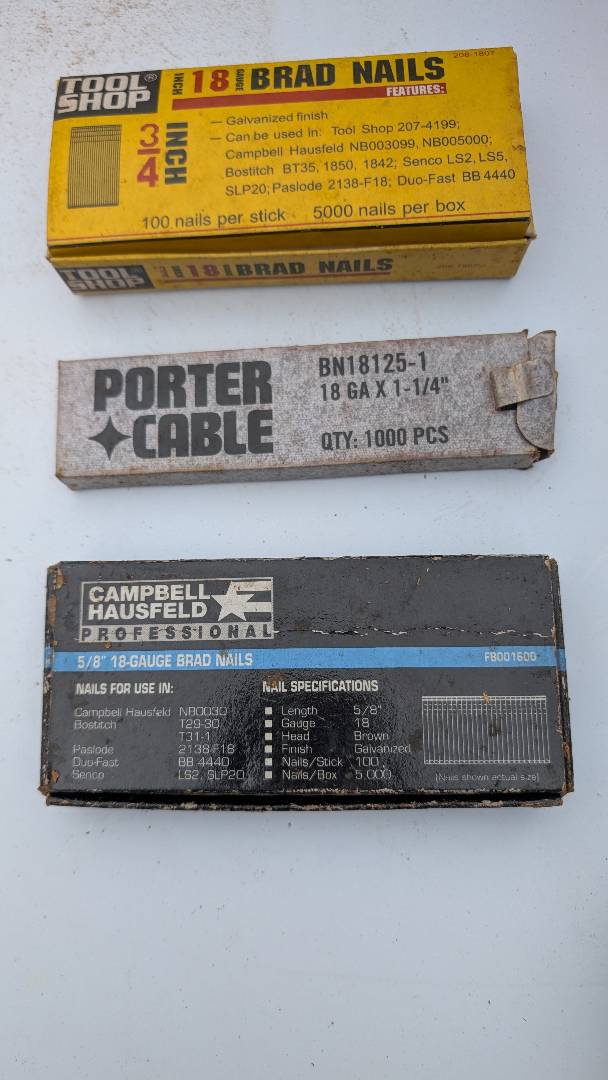 208-1807
TOOL SHOP®
INCH 18 GAUGE BRAD NAILS
FEATURES:
3/4 INCH
— Galvanized finish
— Can be used in: Tool Shop 207-4199;
Campbell Hausfeld NB003099, NB005000;
Bostitch BT35, 1850, 1842; Senco LS2, LS5,
SLP20; Paslode 2138-F18; Duo-Fast BB 4440
100 nails per stick 5000 nails per box
TOOL SHOP
18 BRAD NAILS
PORTER
CABLE
BN18125-1
18 GA X 1-1/4"
QTY: 1000 PCS
CAMPBELL
HAUSFELD
PROFESSIONAL
5/8" 18-GAUGE BRAD NAILS FB001600
NAILS FOR USE IN:
Campbell Hausfeld NB0030
Bostitch T29-30
T31-1
Paslode 2138-F18
Duo-Fast BB 4440
Senco LS2, SLP20
NAIL SPECIFICATIONS
■ Length 5/8"
■ Gauge 18
■ Head Brown
■ Finish Galvanized
■ Nails/Stick 100
■ Nails/Box 5,000
(Nails shown actual size)